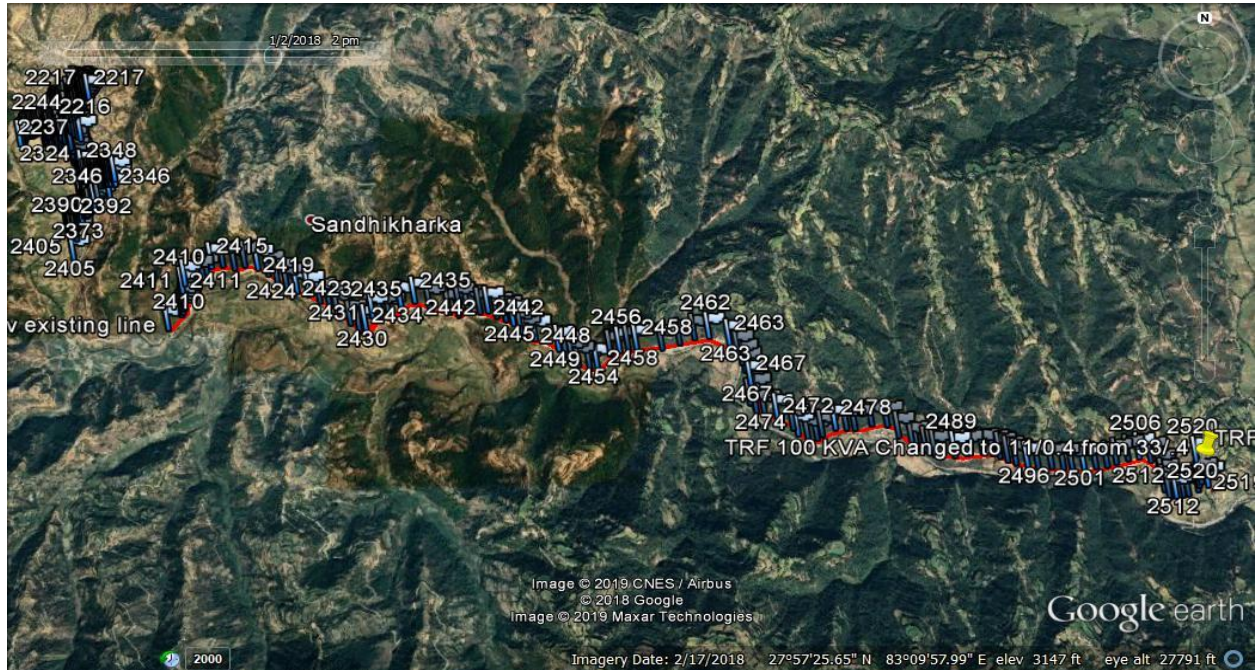 1/2/2018 2 pm
N
2217 2217
2244 2216
2237
2324 2348
2346 2346
2390 2392
2373
2405
2405
Sandhikharka
2410 2415
2411 2411 2419
2424 2423 2435 2435
2410
2434 2442 2442
v existing line
2430
2445 2448
2449
2454
2456 2458 2462 2463
2458 2463
2467
2467
2472 2478
2474 2489
2506 2520
TRF 100 KVA Changed to 11/0.4 from 33/.4 TRF
2496 2501 2512 2520 2519
2512
Image © 2019 CNES / Airbus
© 2018 Google
Image © 2019 Maxar Technologies
Google earth
2000
Imagery Date: 2/17/2018 27°57'25.65" N 83°09'57.99" E elev 3147 ft eye alt 27791 ft